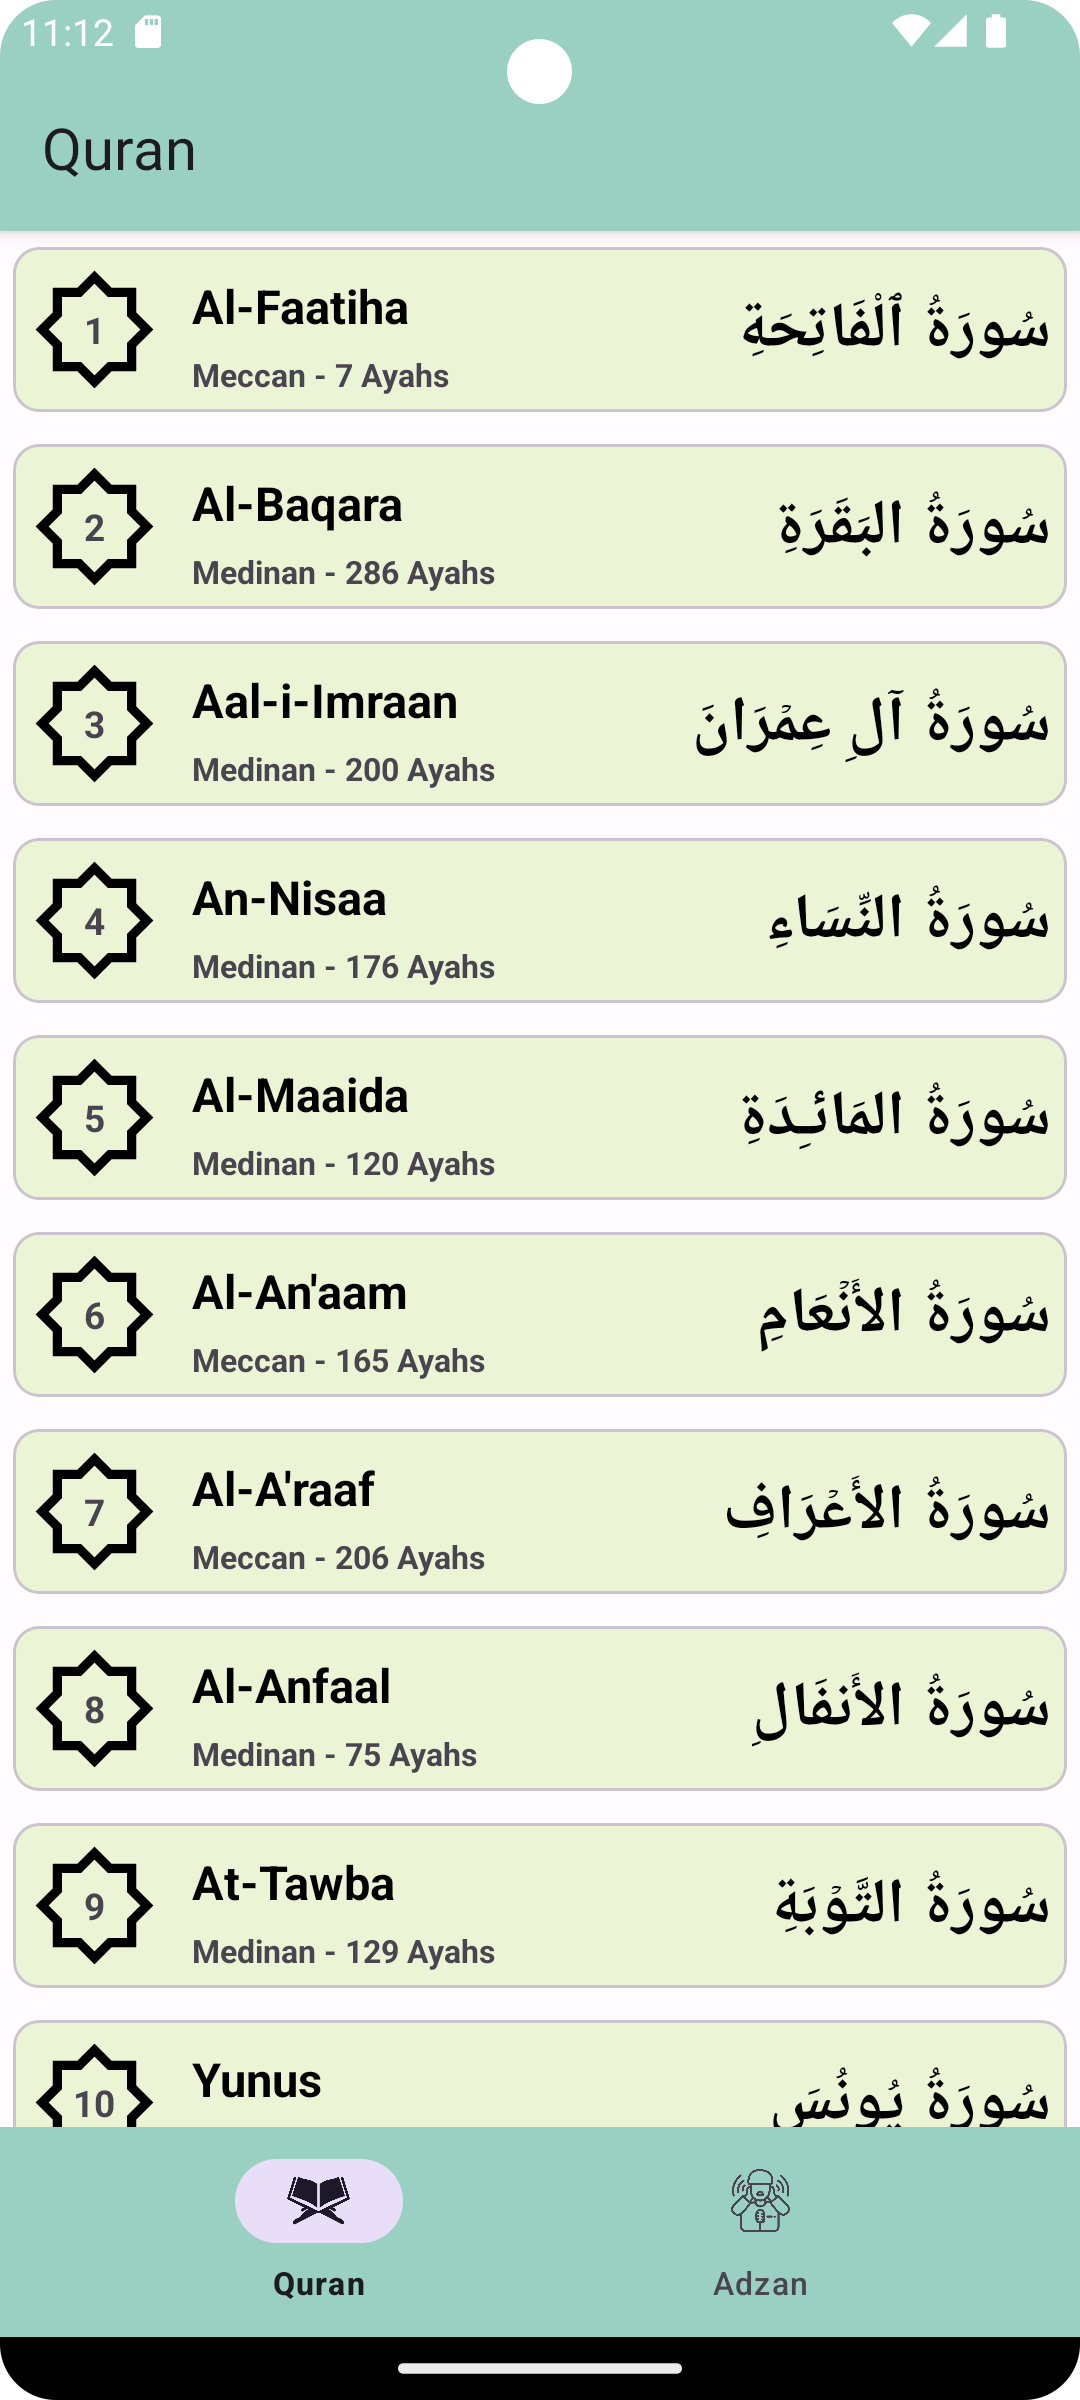 11:12
Quran
1
Al-Faatiha
Meccan - 7 Ayahs
سُورَةُ ٱلْفَاتِحَةِ
2
Al-Baqara
Medinan - 286 Ayahs
سُورَةُ البَقَرَةِ
3
Aal-i-Imraan
Medinan - 200 Ayahs
سُورَةُ آلِ عِمۡرَانَ
4
An-Nisaa
Medinan - 176 Ayahs
سُورَةُ النِّسَاءِ
5
Al-Maaida
Medinan - 120 Ayahs
سُورَةُ المَائـِدَةِ
6
Al-An'aam
Meccan - 165 Ayahs
سُورَةُ الأَنۡعَامِ
7
Al-A'raaf
Meccan - 206 Ayahs
سُورَةُ الأَعۡرَافِ
8
Al-Anfaal
Medinan - 75 Ayahs
سُورَةُ الأَنفَالِ
9
At-Tawba
Medinan - 129 Ayahs
سُورَةُ التَّوۡبَةِ
10
Yunus
سُورَةُ يُونُسَ
Quran
Adzan